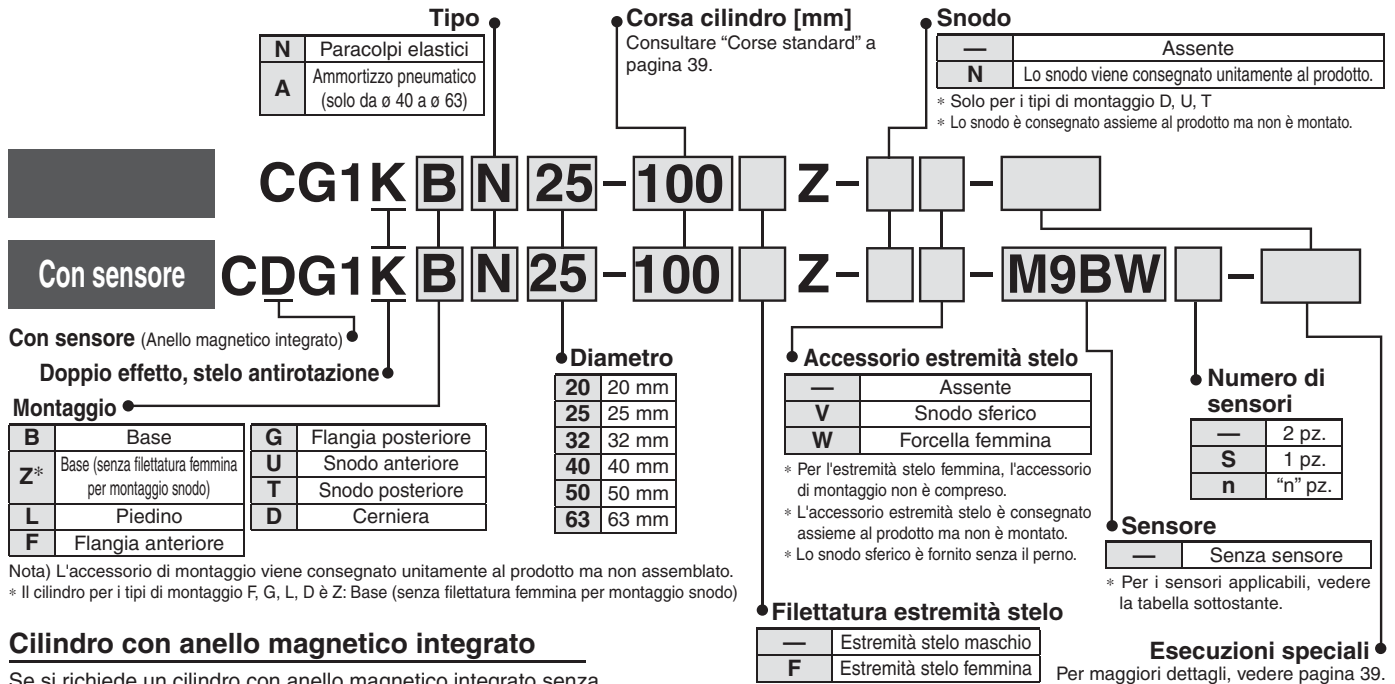 Tipo
N Paracolpi elastici
A Ammortizzo pneumatico
(solo da ø 40 a ø 63)
Corsa cilindro [mm]
Consultare “Corse standard” a
pagina 39.
Snodo
— Assente
N Lo snodo viene consegnato unitamente al prodotto.
* Solo per i tipi di montaggio D, U, T
* Lo snodo è consegnato assieme al prodotto ma non è montato.
CG1K B N 25-100 Z- -
Con sensore CDG1K B N 25-100 Z- - M9BW -
Con sensore (Anello magnetico integrato)
Doppio effetto, stelo antirotazione
Montaggio
B Base
Z* Base (senza filettatura femmina
per montaggio snodo)
L Piedino
F Flangia anteriore
G Flangia posteriore
U Snodo anteriore
T Snodo posteriore
D Cerniera
Nota) L'accessorio di montaggio viene consegnato unitamente al prodotto ma non assemblato.
* Il cilindro per i tipi di montaggio F, G, L, D è Z: Base (senza filettatura femmina per montaggio snodo)
Diametro
20 20 mm
25 25 mm
32 32 mm
40 40 mm
50 50 mm
63 63 mm
Accessorio estremità stelo
— Assente
V Snodo sferico
W Forcella femmina
* Per l'estremità stelo femmina, l'accessorio
di montaggio non è compreso.
* L'accessorio estremità stelo è consegnato
assieme al prodotto ma non è montato.
* Lo snodo sferico è fornito senza il perno.
Numero di
sensori
— 2 pz.
S 1 pz.
n “n” pz.
Sensore
— Senza sensore
* Per i sensori applicabili, vedere
la tabella sottostante.
Filettatura estremità stelo
— Estremità stelo maschio
F Estremità stelo femmina
Esecuzioni speciali
Per maggiori dettagli, vedere pagina 39.
Cilindro con anello magnetico integrato
Se si richiede un cilindro con anello magnetico integrato senza